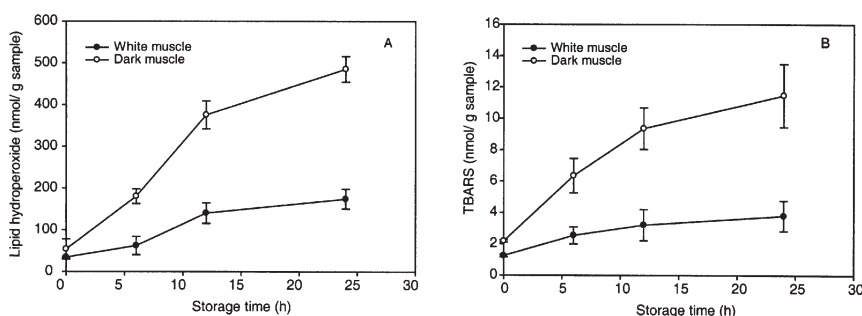 A
White muscle
Dark muscle
Lipid hydroperoxide (nmol/ g sample)
600
500
400
300
200
100
0
0 5 10 15 20 25 30
Storage time (h)
B
White muscle
Dark muscle
TBARS (nmol/ g sample)
16
14
12
10
8
6
4
2
0
0 5 10 15 20 25 30
Storage time (h)